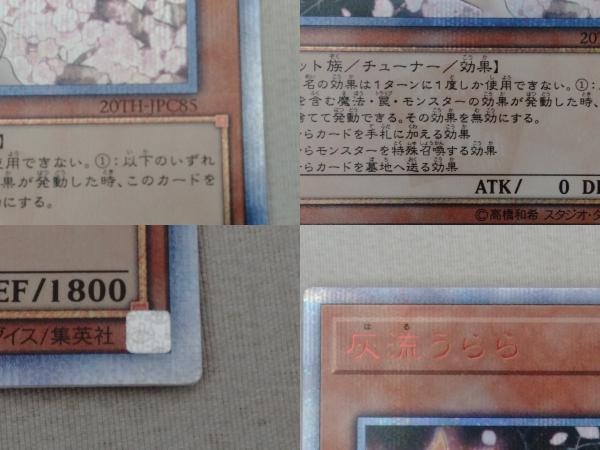 20TH-JPC85
】
使用できない。①:以下のいずれ
果が発動した時、このカードを
にする。
20T
ット族/チューナー/効果】
名の効果は1ターンに1度しか使用できない。①:
を含む魔法・罠・モンスターの効果が発動した時、
捨てて発動できる。その効果を無効にする。
らカードを手札に加える効果
らモンスターを特殊召喚する効果
らカードを墓地へ送る効果
ATK/ 0 DE
©高橋和希 スタジオ・ダ
EF/1800
ダイス/集英社
はる
灰流うらら